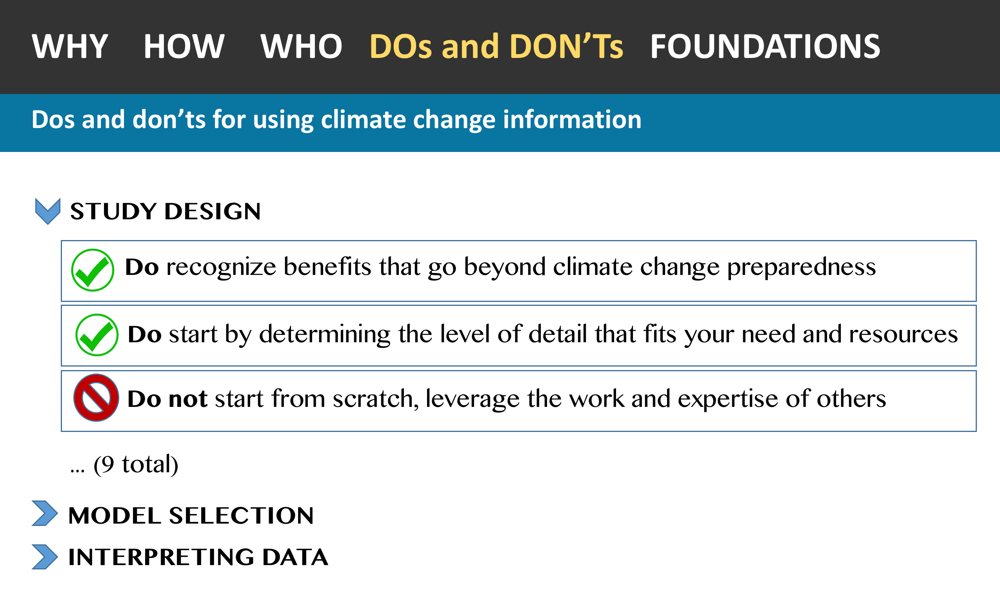 WHY HOW WHO DOs and DON'Ts FOUNDATIONS
Dos and don'ts for using climate change information
STUDY DESIGN
Do recognize benefits that go beyond climate change preparedness
Do start by determining the level of detail that fits your need and resources
Do not start from scratch, leverage the work and expertise of others
... (9 total)
MODEL SELECTION
INTERPRETING DATA